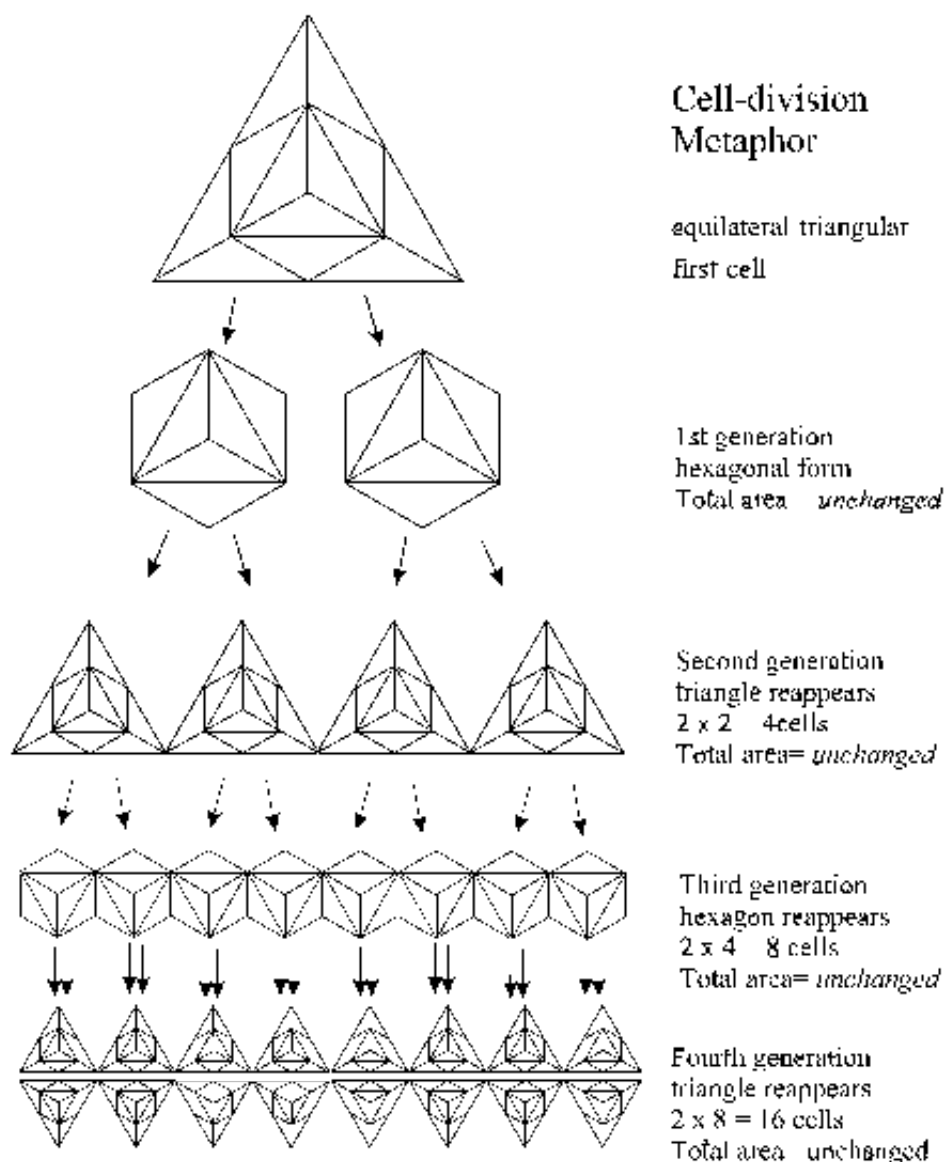 Cell-division
Metaphor
equilateral triangular
first cell
1st generation
hexagonal form
Total area unchanged
Second generation
triangle reappears
2 x 2 4cells
Total area= unchanged
Third generation
hexagon reappears
2 x 4 8 cells
Total area= unchanged
Fourth generation
triangle reappears
2 x 8 = 16 cells
Total area unchanged